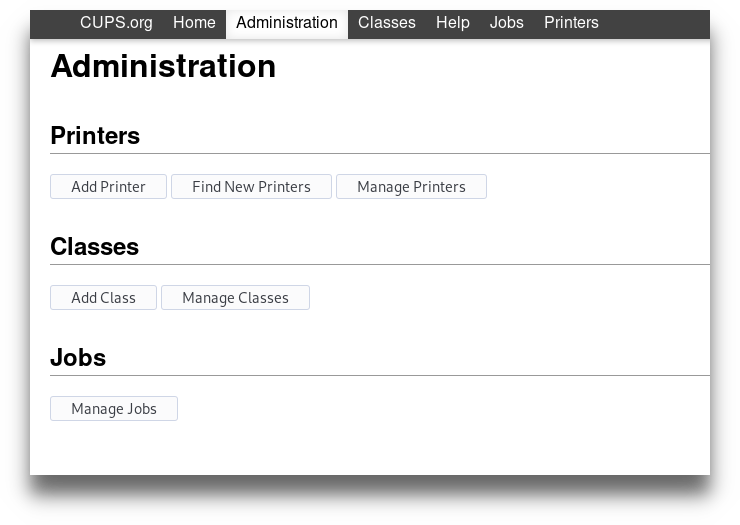 CUPS.org Home Administration Classes Help Jobs Printers
Administration
Printers
Add Printer Find New Printers Manage Printers
Classes
Add Class Manage Classes
Jobs
Manage Jobs